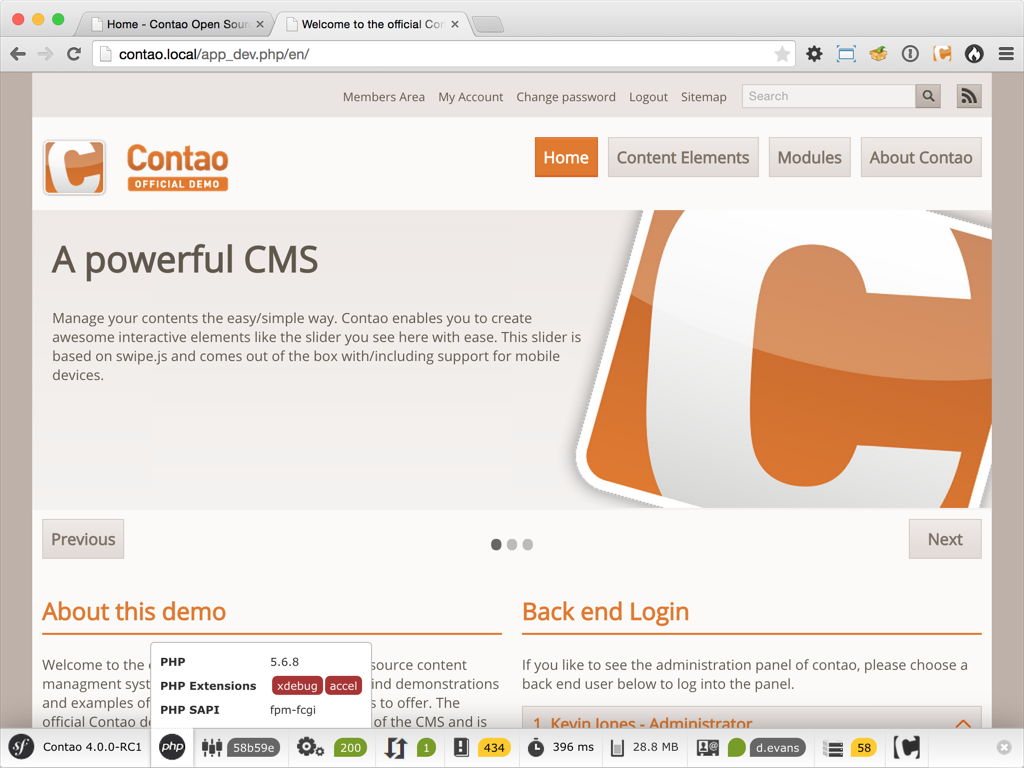 Home - Contao Open Sour
Welcome to the official Con
contao.local/app_dev.php/en/
Members Area My Account Change password Logout Sitemap Search
Contao
OFFICIAL DEMO
Home Content Elements Modules About Contao
A powerful CMS
Manage your contents the easy/simple way. Contao enables you to create
awesome interactive elements like the slider you see here with ease. This slider is
based on swipe.js and comes out of the box with/including support for mobile
devices.
Previous Next
About this demo
Welcome to the source content
managment syst ind demonstrations
and examples of s to offer. The
official Contao de of the CMS and is
Back end Login
If you like to see the administration panel of contao, please choose a
back end user below to log into the panel.
1. Kevin Jones - Administrator
PHP 5.6.8
PHP Extensions xdebug accel
PHP SAPI fpm-fcgi
sf Contao 4.0.0-RC1 php 58b59e 200 1 434 396 ms 28.8 MB d.evans 58